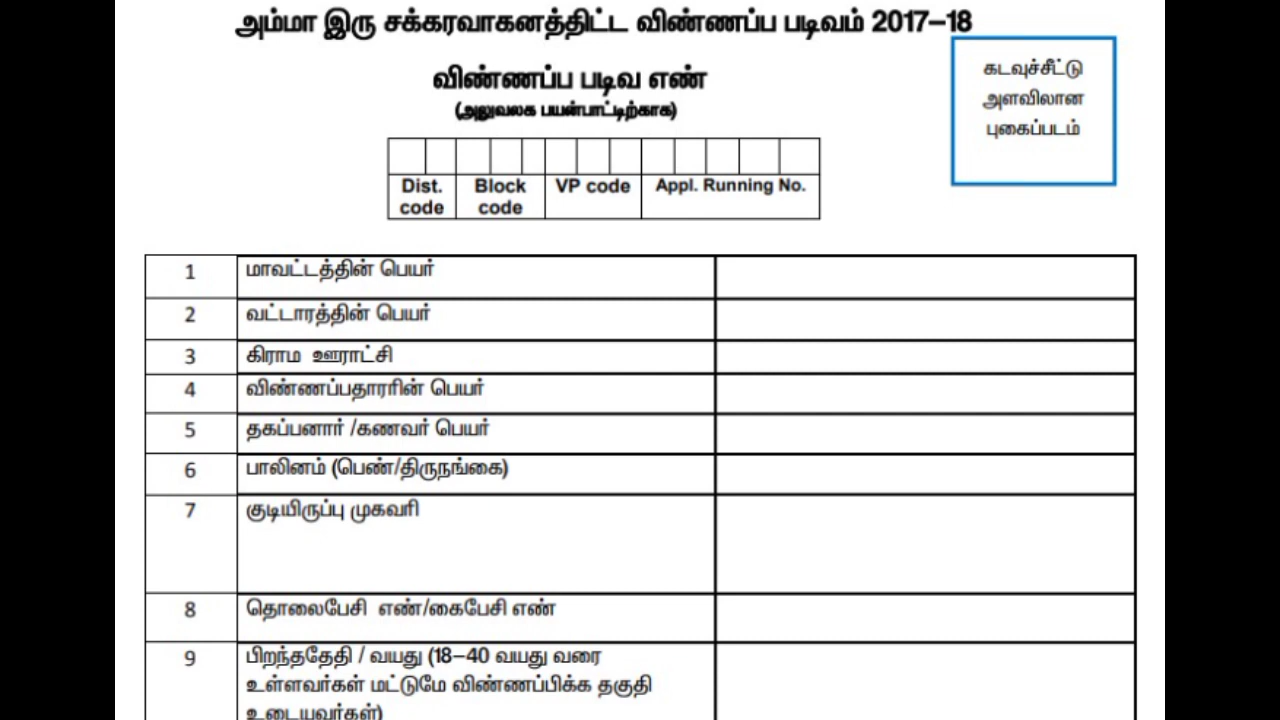 அம்மா இரு சக்கரவாகனத்திட்ட விண்ணப்ப படிவம் 2017–18
கடவுச்சீட்டு
அளவிலான
புகைப்படம்
விண்ணப்ப படிவ எண்
(அலுவலக பயன்பாட்டிற்காக)
Dist. code
Block code
VP code
Appl. Running No.
1 மாவட்டத்தின் பெயர்
2 வட்டாரத்தின் பெயர்
3 கிராம ஊராட்சி
4 விண்ணப்பதாரரின் பெயர்
5 தகப்பனார் /கணவர் பெயர்
6 பாலினம் (பெண்/திருநங்கை)
7 குடியிருப்பு முகவரி
8 தொலைபேசி எண்/கைபேசி எண்
9 பிறந்ததேதி / வயது (18–40 வயது வரை
உள்ளவர்கள் மட்டுமே விண்ணப்பிக்க தகுதி
உடையவர்கள்)